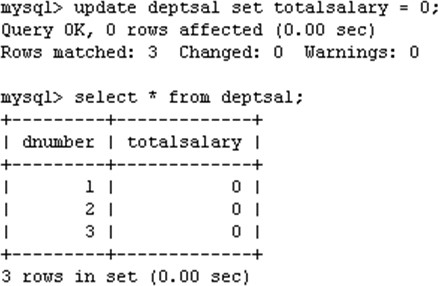 mysql> update deptsal set totalsalary = 0;
Query OK, 0 rows affected (0.00 sec)
Rows matched: 3  Changed: 0  Warnings: 0

mysql> select * from deptsal;
+---------+-------------+
| dnumber | totalsalary |
+---------+-------------+
|       1 |           0 |
|       2 |           0 |
|       3 |           0 |
+---------+-------------+
3 rows in set (0.00 sec)